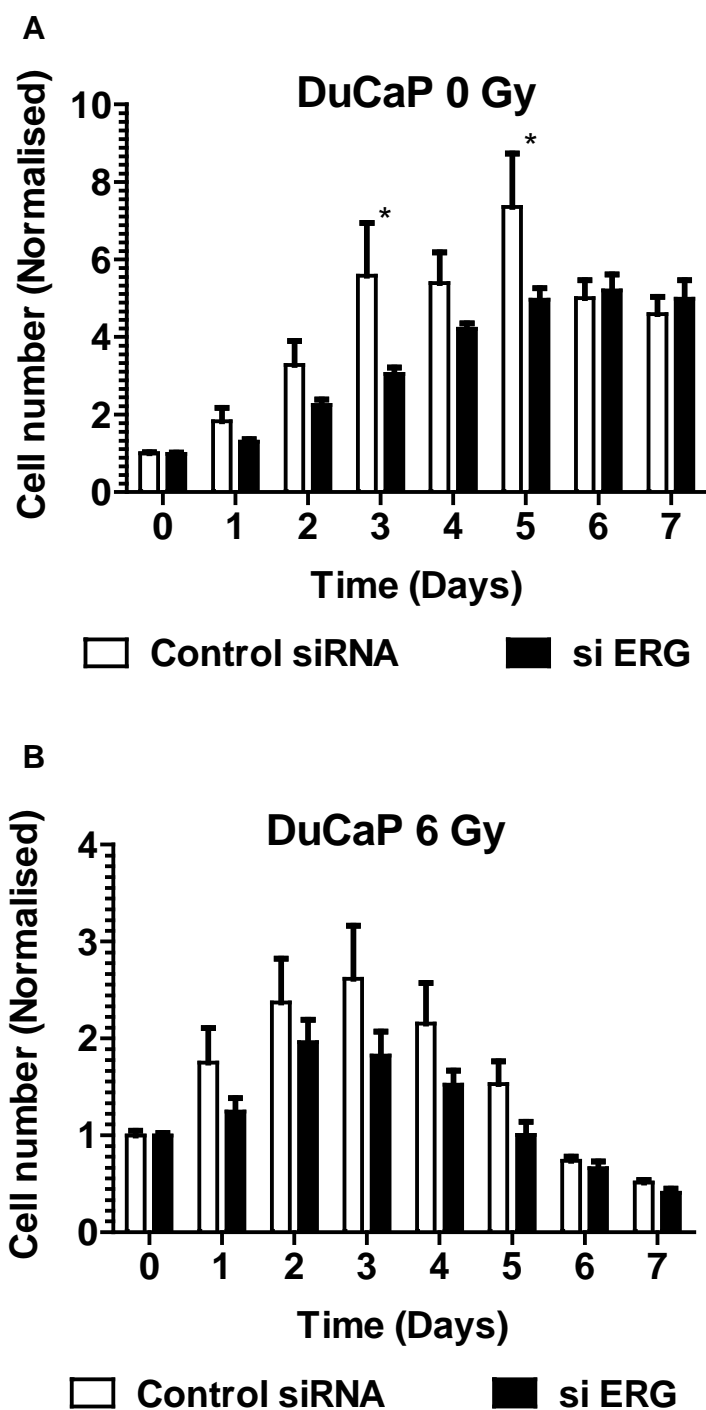 A
DuCaP 0 Gy
Cell number (Normalised)
10
8
6
4
2
0
*
*
0 1 2 3 4 5 6 7
Time (Days)
Control siRNA si ERG
B
DuCaP 6 Gy
Cell number (Normalised)
4
3
2
1
0
0 1 2 3 4 5 6 7
Time (Days)
Control siRNA si ERG